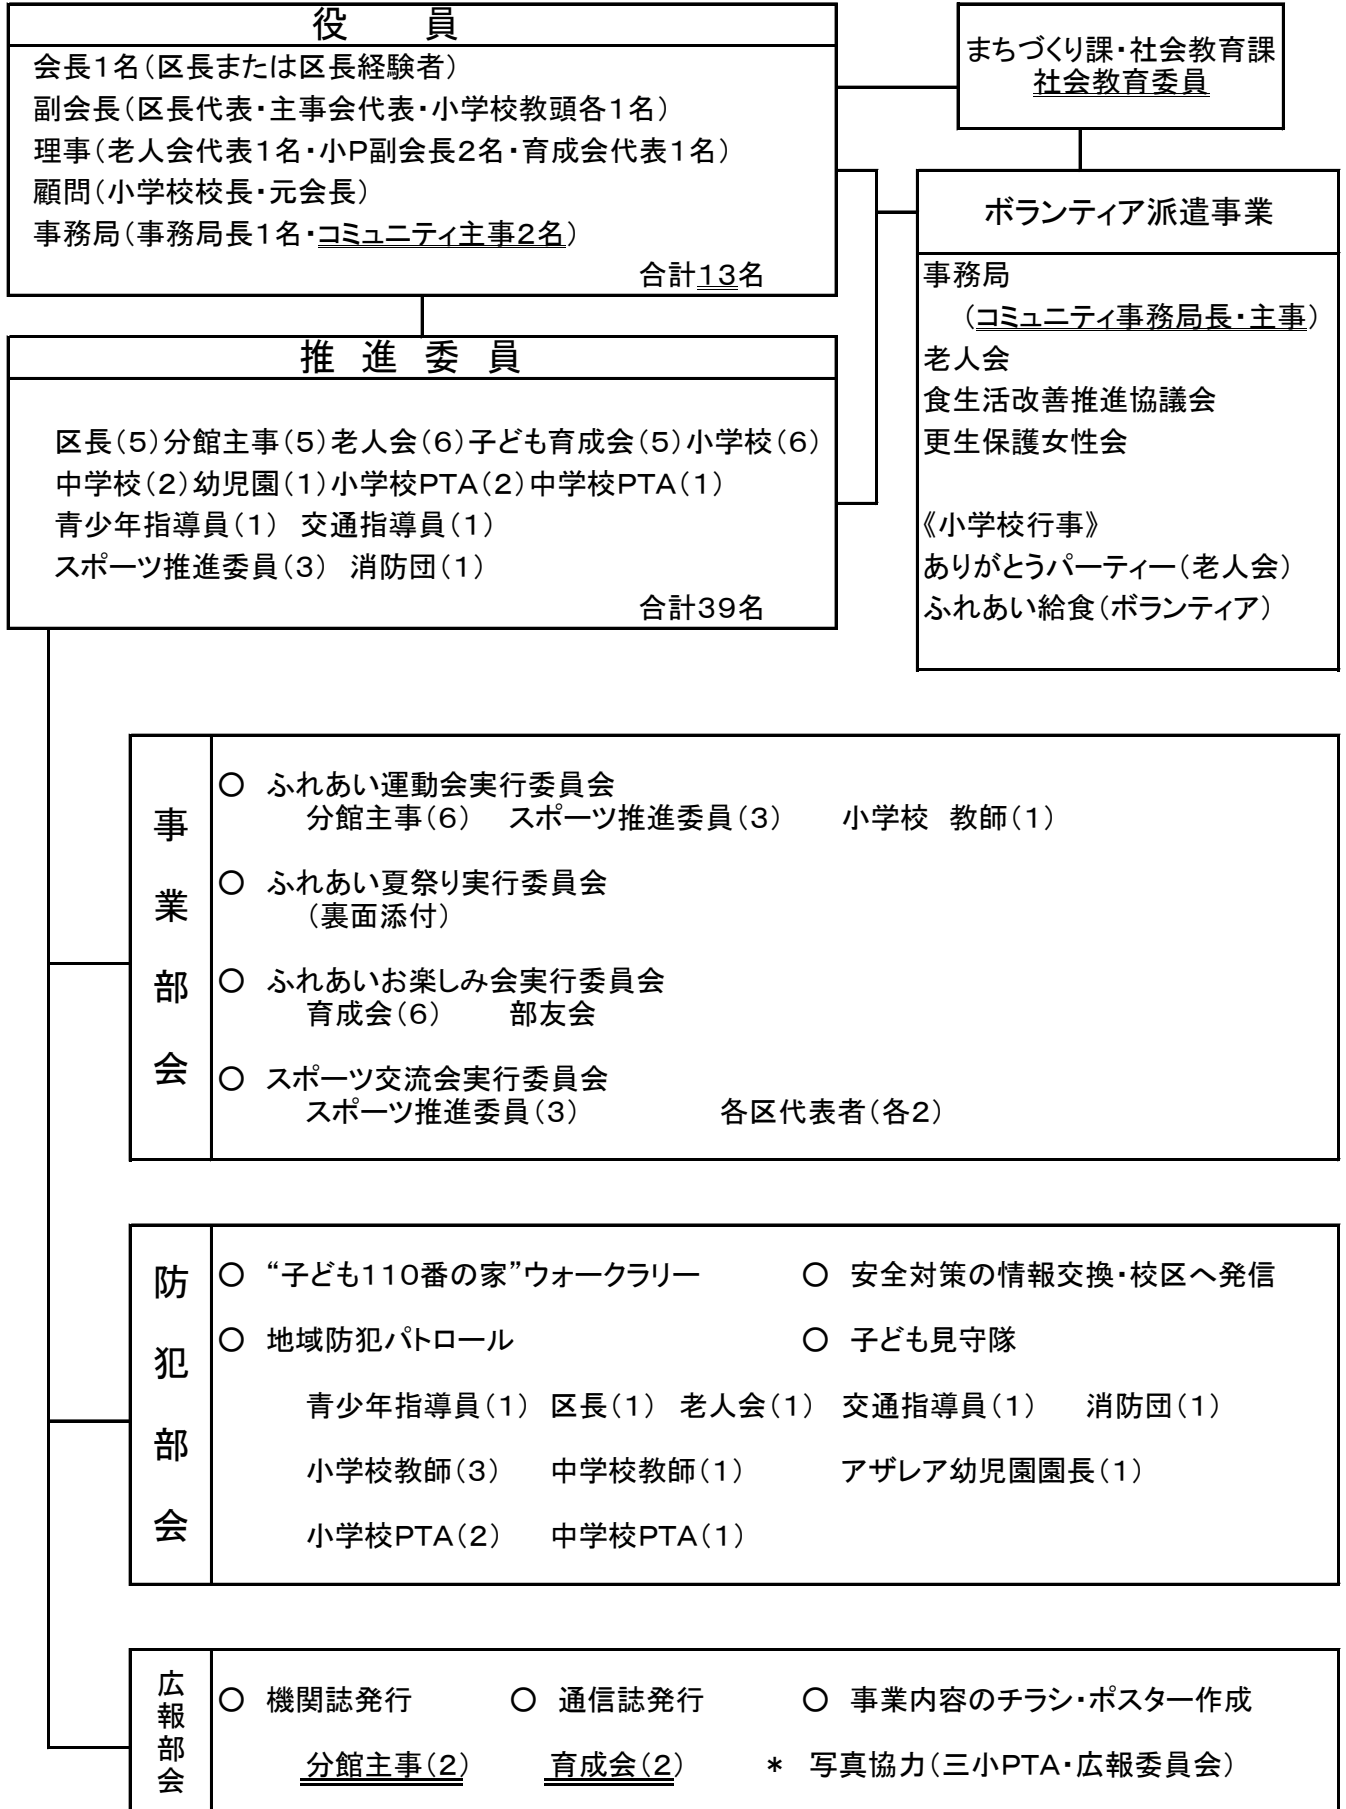 役　員
会長１名（区長または区長経験者）
副会長（区長代表・主事会代表・小学校教頭各１名）
理事（老人会代表１名・小Ｐ副会長２名・育成会代表１名）
顧問（小学校校長・元会長）
事務局（事務局長１名・コミュニティ主事２名）
合計１３名
まちづくり課・社会教育課
社会教育委員
ボランティア派遣事業
事務局
（コミュニティ事務局長・主事）
老人会
食生活改善推進協議会
更生保護女性会
《小学校行事》
ありがとうパーティー（老人会）
ふれあい給食（ボランティア）
推　進　委　員
区長（５）分館主事（５）老人会（６）子ども育成会（５）小学校（６）
中学校（２）幼児園（１）小学校ＰＴＡ（２）中学校ＰＴＡ（１）
青少年指導員（１）　交通指導員（１）
スポーツ推進委員（３）　消防団（１）
合計３９名
事業部会
○　ふれあい運動会実行委員会
分館主事（６）　スポーツ推進委員（３）　小学校　教師（１）
○　ふれあい夏祭り実行委員会
（裏面添付）
○　ふれあいお楽しみ会実行委員会
育成会（６）　部友会
○　スポーツ交流会実行委員会
スポーツ推進委員（３）　各区代表者（各２）
防犯部会
○　“子ども１１０番の家”ウォークラリー　○　安全対策の情報交換・校区へ発信
○　地域防犯パトロール　○　子ども見守隊
青少年指導員（１）　区長（１）　老人会（１）　交通指導員（１）　消防団（１）
小学校教師（３）　中学校教師（１）　アザレア幼児園園長（１）
小学校ＰＴＡ（２）　中学校ＰＴＡ（１）
広報部会
○　機関誌発行　○　通信誌発行　○　事業内容のチラシ・ポスター作成
分館主事（２）　育成会（２）　＊　写真協力（三小ＰＴＡ・広報委員会）